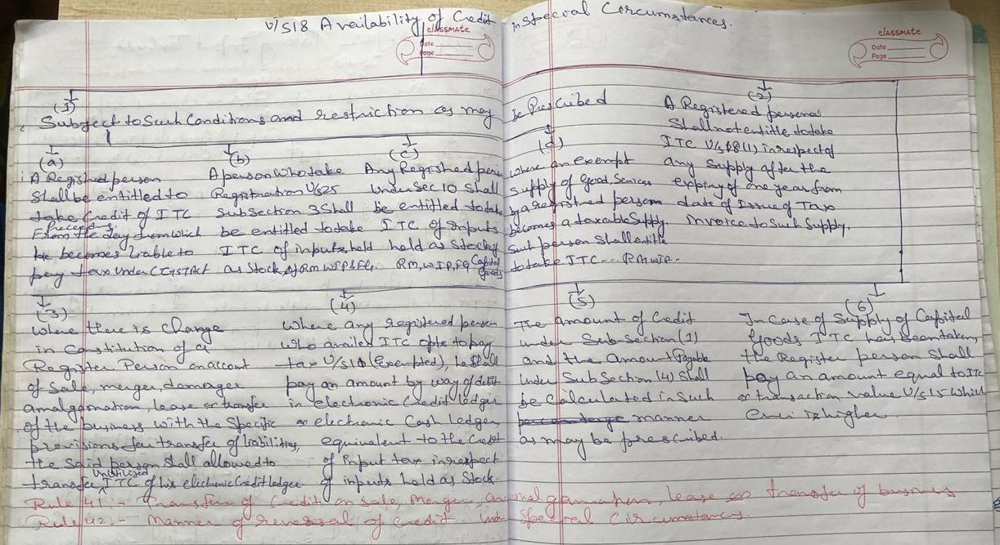 U/S18 Availability of Credit in Special Circumstances.
classmate
Date
Page
classmate
Date
Page
(1)
Subject to Such Conditions and restriction as may be Prescribed
(a)
A Registered person
Shall be entitled to
take Credit of ITC
Preceding
From the day from which
he becomes liable to
pay tax under CGST Act
(b)
A person who take
Registration U/S25
Subsection 3 Shall
be entitled to take
ITC of inputs held
as Stock of RM WIP & FG.
(c)
Any Registered person
under Sec 10 Shall
be entitled to take
ITC of Inputs
held as Stock of
RM, WIP, FG Capital
goods
(d)
where an exempt
supply of Good, Services
by a registered person
becomes a taxable Supply
Such person Shall entitle
to take ITC -- RM WIP.
(2)
A Registered persona
Shall not entitle to take
ITC U/S 18(1) in respect of
any supply after the
expiry of one year from
date of Issue of Tax
invoice to Such Supply.
(3)
Where there is Change
in Constitution of a
Register Person on account
of Sale, merger, demerger
amalgamation, lease or transfer
of the business with the Specific
provisions for transfer of liabilities,
the Said person Shall allowed to
Unutilised
transfer ITC of his electronic Credit ledger
(4)
Where any registered person
who availed ITC opts to pay
tax U/S10 (Exempted), he Shall
pay an amount by way of debit
in electronic Credit ledger
or electronic Cash ledger,
equivalent to the Credit
of input tax in respect
of inputs held as Stock.
(5)
The amount of Credit
under Sub-section (1)
and the amount Payable
under Sub Section (4) Shall
be Calculated in Such
manner
as may be prescribed.
(6)
In Case of Supply of Capital
Goods ITC has been taken,
the Register person Shall
pay an amount equal to ITC
or transaction value U/S15 which
ever is higher
Rule 41:- Transfer of Credit on Sale, Merger, amalgamation, lease or transfer of business
Rule 42:- Manner of reversal of Credit under Special Circumstances.